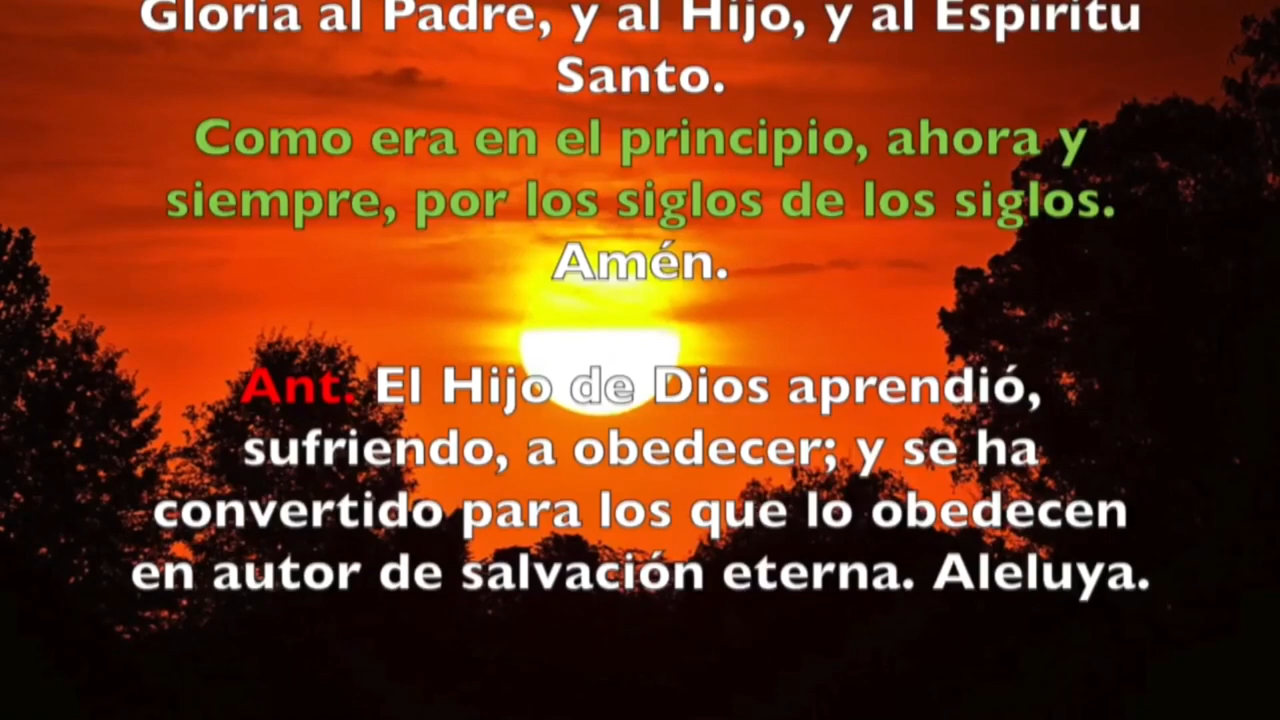 Gloria al Padre, y al Hijo, y al Espíritu
Santo.
Como era en el principio, ahora y
siempre, por los siglos de los siglos.
Amén.
Ant. El Hijo de Dios aprendió,
sufriendo, a obedecer; y se ha
convertido para los que lo obedecen
en autor de salvación eterna. Aleluya.